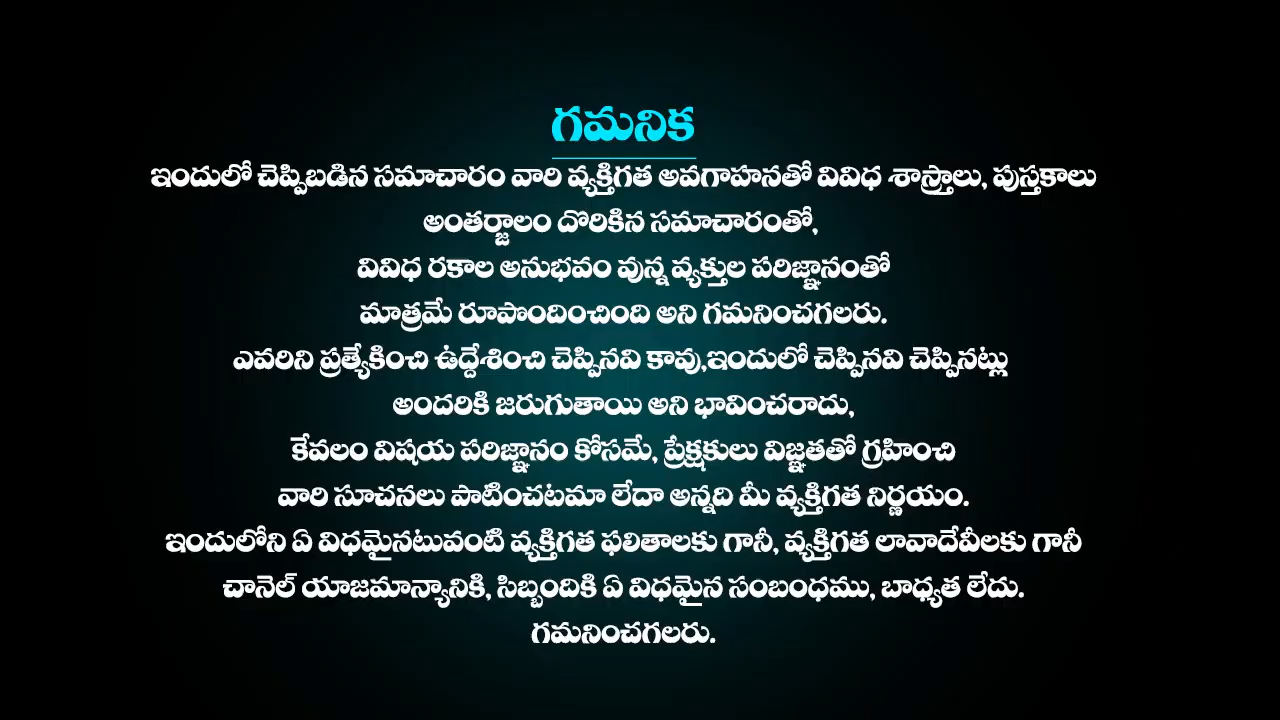 గమనిక
ఇందులో చెప్పిబడిన సమాచారం వారి వ్యక్తిగత అవగాహనతో వివిధ శాస్త్రాలు, పుస్తకాలు
అంతర్జాలం దొరికిన సమాచారంతో,
వివిధ రకాల అనుభవం వున్న వ్యక్తుల పరిజ్ఞానంతో
మాత్రమే రూపొందించింది అని గమనించగలరు.
ఎవరిని ప్రత్యేకించి ఉద్దేశించి చెప్పినవి కావు,ఇందులో చెప్పినవి చెప్పినట్లు
అందరికి జరుగుతాయి అని భావించరాదు,
కేవలం విషయ పరిజ్ఞానం కోసమే, ప్రేక్షకులు విజ్ఞతతో గ్రహించి
వారి సూచనలు పాటించటమా లేదా అన్నది మీ వ్యక్తిగత నిర్ణయం.
ఇందులోని ఏ విధమైనటువంటి వ్యక్తిగత ఫలితాలకు గానీ, వ్యక్తిగత లావాదేవీలకు గానీ
చానెల్ యాజమాన్యానికి, సిబ్బందికి ఏ విధమైన సంబంధము, బాధ్యత లేదు.
గమనించగలరు.